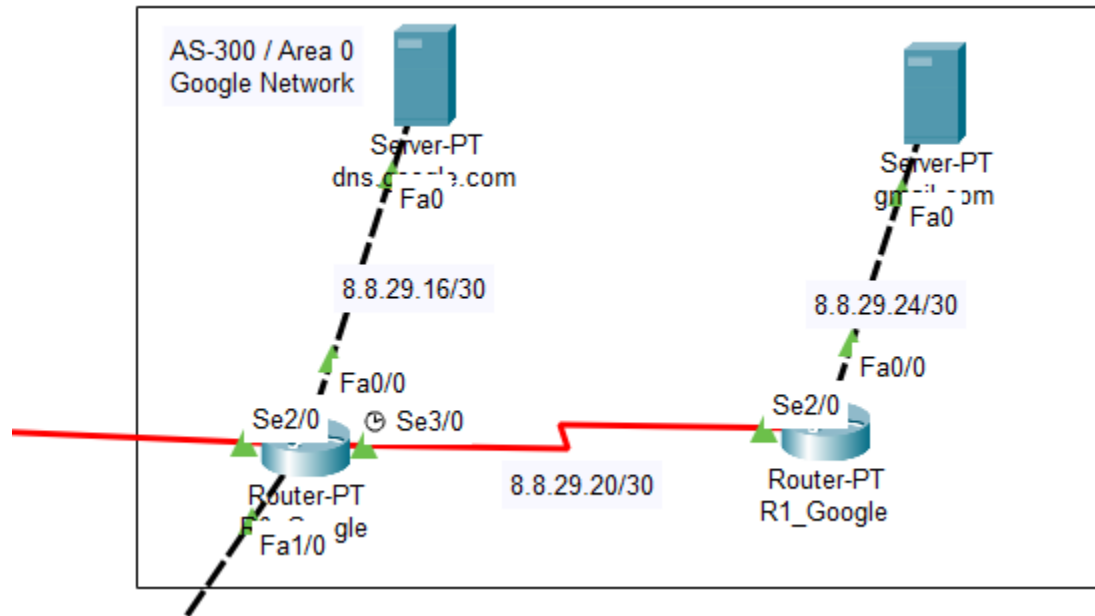 AS-300 / Area 0
Google Network
Server-PT
Fa0
8.8.29.16/30
Fa0/0
Se2/0
Se3/0
Router-PT
Fa1/0
8.8.29.20/30
Server-PT
Fa0
8.8.29.24/30
Fa0/0
Se2/0
Router-PT
R1_Google